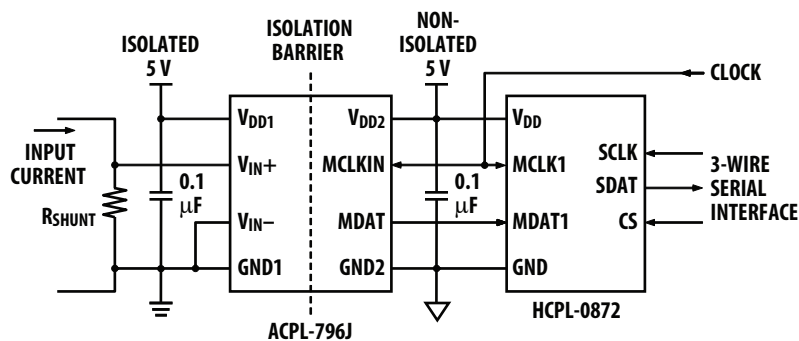 ISOLATED
5 V
ISOLATION
BARRIER
NON-
ISOLATED
5 V
CLOCK
INPUT
CURRENT
RSHUNT
0.1
μF
VDD1
VIN+
VIN–
GND1
VDD2
MCLKIN
MDAT
GND2
0.1
μF
VDD
MCLK1
MDAT1
GND
SCLK
SDAT
CS
3-WIRE
SERIAL
INTERFACE
ACPL-796J
HCPL-0872